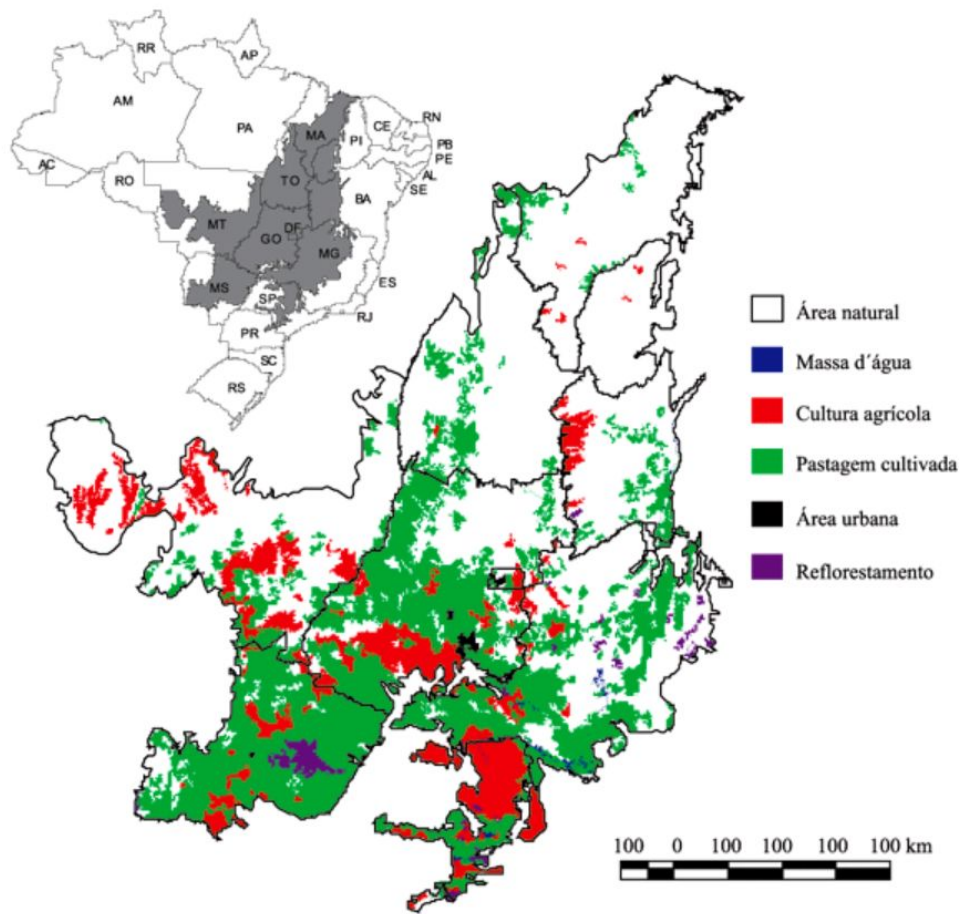 RR
AP
AM
PA
MA
CE
RN
PI
PB
PE
AC
AL
TO
SE
RO
BA
MT
DF
GO
MG
MS
ES
SP
RJ
PR
SC
RS
Área natural
Massa d´água
Cultura agrícola
Pastagem cultivada
Área urbana
Reflorestamento
100 0 100 100 100 100 km